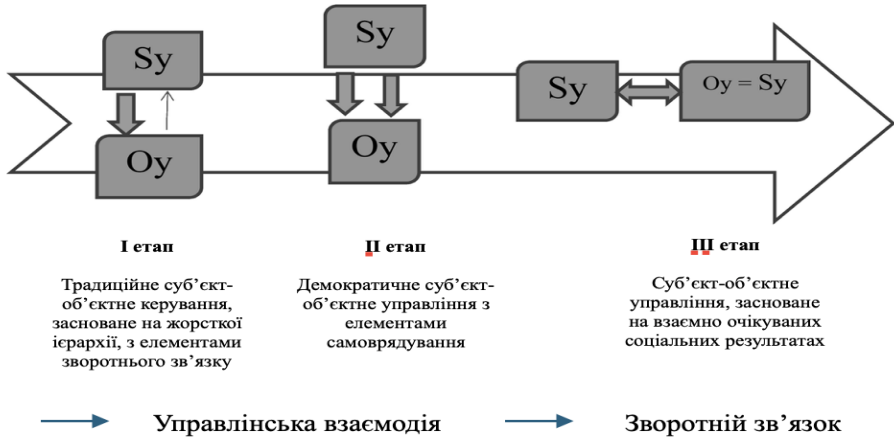 Sy
Sy
Sy
Oy = Sy
Oy
Oy
I етап
Традиційне суб’єкт-
об’єктне керування,
засноване на жорсткої
ієрархії, з елементами
зворотнього зв’язку
II етап
Демократичне суб’єкт-
об’єктне управління з
елементами
самоврядування
III етап
Суб’єкт-об’єктне
управління, засноване
на взаємно очікуваних
соціальних результатах
Управлінська взаємодія
Зворотній зв’язок